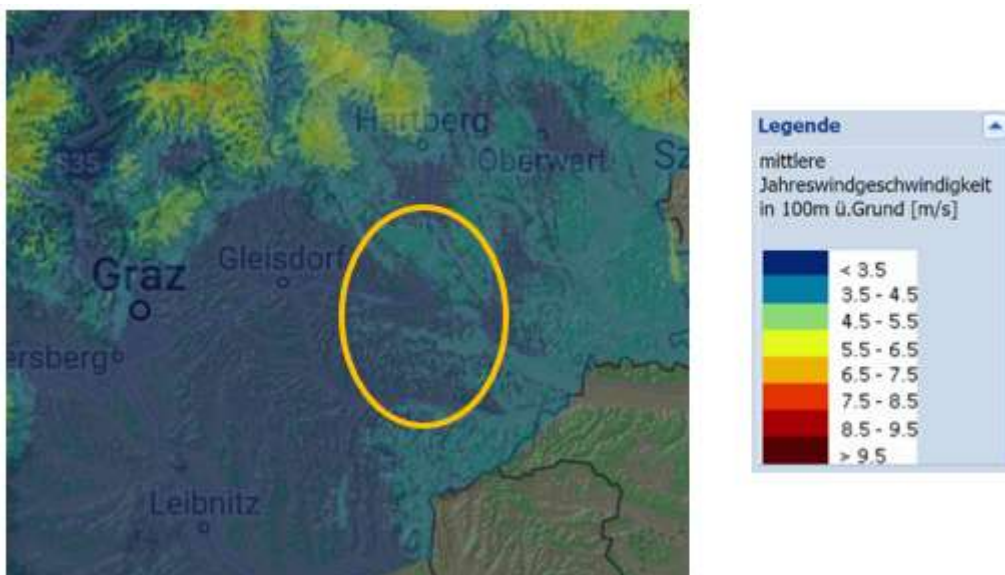 Hartberg
S35
Oberwart
Sz
Gleisdorf
Graz
ersberg
Leibnitz
Legende
mittlere
Jahreswindgeschwindigkeit
in 100m ü.Grund [m/s]
< 3.5
3.5 - 4.5
4.5 - 5.5
5.5 - 6.5
6.5 - 7.5
7.5 - 8.5
8.5 - 9.5
> 9.5